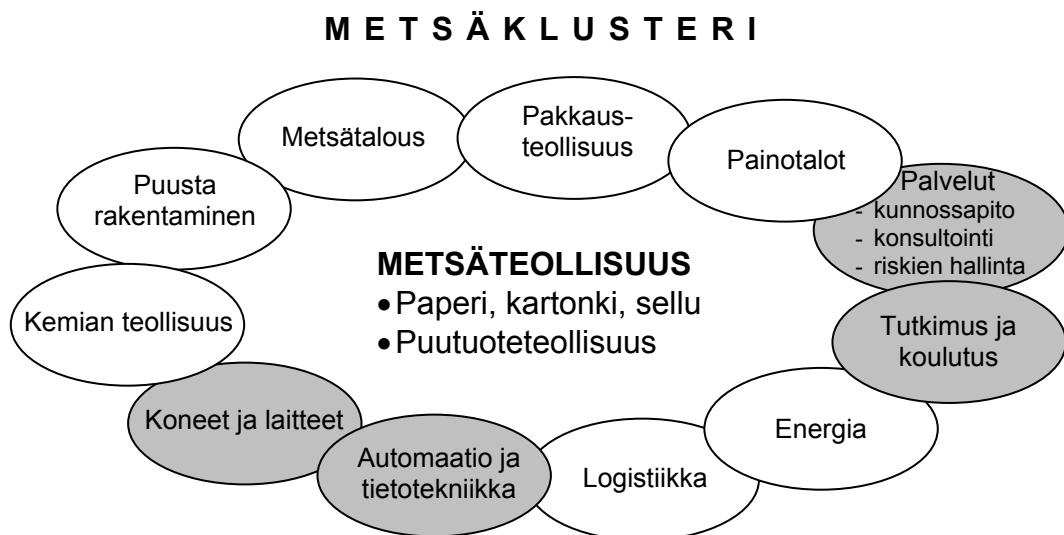 METSÄKLUSTERI
Metsätalous
Pakkaus-
teollisuus
Painotalot
Palvelut
- kunnossapito
- konsultointi
- riskien hallinta
Puusta
rakentaminen
METSÄTEOLLISUUS
• Paperi, kartonki, sellu
• Puutuoteteollisuus
Kemian teollisuus
Tutkimus ja
koulutus
Koneet ja laitteet
Automaatio ja
tietotekniikka
Logistiikka
Energia